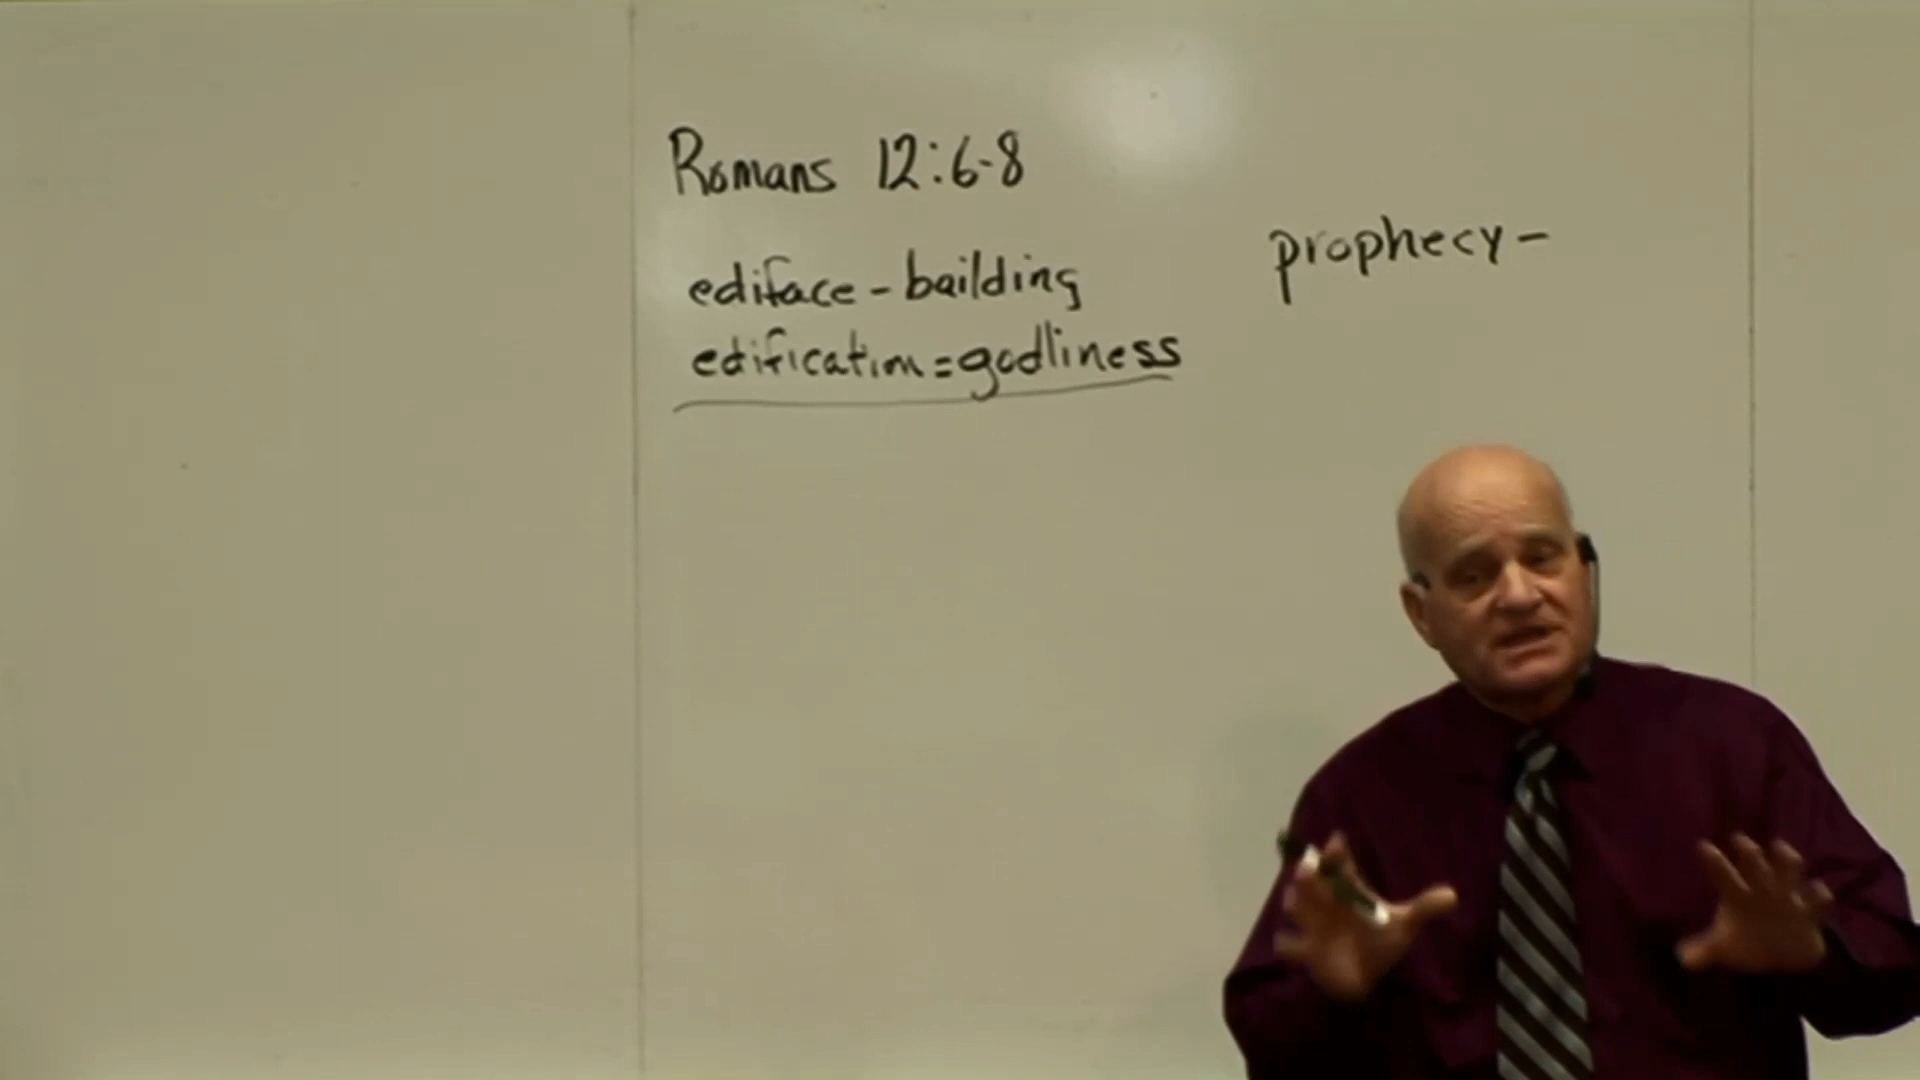 Romans 12:6-8
ediface - building
edification = godliness
prophecy -